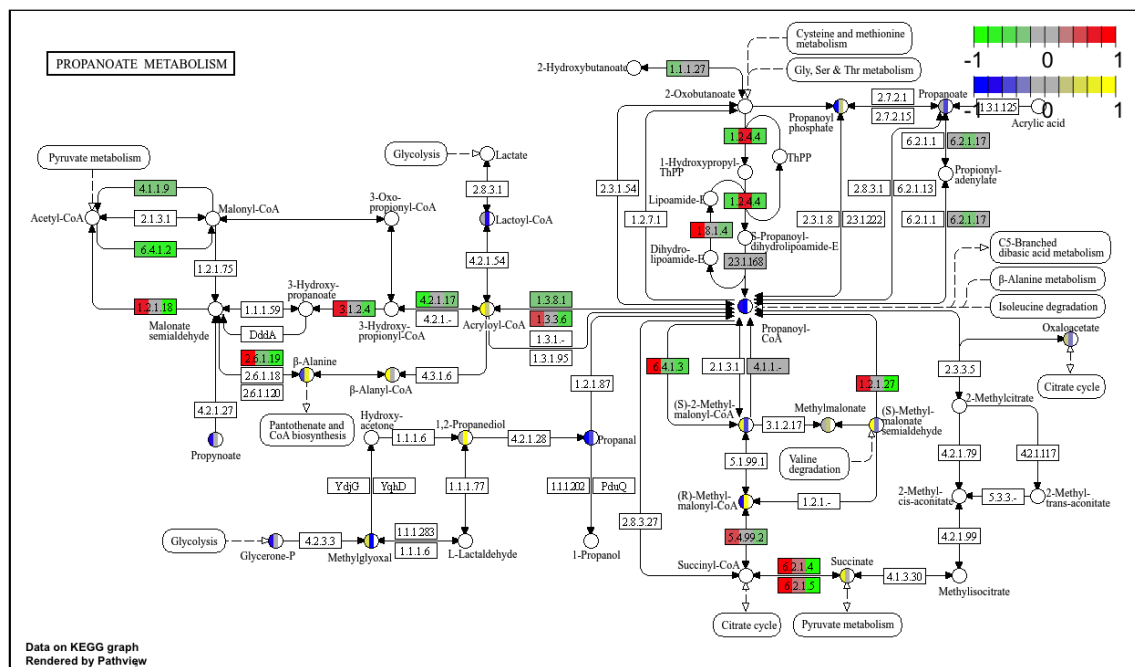 PROPANOATE METABOLISM
-1
0
1
-1
0
1
Cysteine and methionine
metabolism
Gly, Ser & Thr metabolism
2-Hydroxybutanoate
1.1.1.27
2-Oxobutanoate
Propanoyl
phosphate
2.7.2.1
2.7.2.15
Propanoate
1.3.1.125
Acrylic acid
1.2.4.4
ThPP
1-Hydroxypropyl-
ThPP
6.2.1.1
6.2.1.17
Propionyl-
adenylate
Lipoamide-E
1.2.4.4
1.8.1.4
S-Propanoyl-
dihydrolipoamide-E
Dihydro-
lipoamide-E
2.3.1.168
2.3.1.54
1.2.7.1
2.3.1.8
2.3.1.222
2.8.3.1
6.2.1.13
6.2.1.1
6.2.1.17
C5-Branched
dibasic acid metabolism
β-Alanine metabolism
Isoleucine degradation
Propanoyl-
CoA
Pyruvate metabolism
Acetyl-CoA
4.1.1.9
2.1.3.1
6.4.1.2
Malonyl-CoA
1.2.1.75
3-Oxo-
propionyl-CoA
Glycolysis
Lactate
2.8.3.1
Lactoyl-CoA
4.2.1.54
1.2.1.18
Malonate
semialdehyde
1.1.1.59
DddA
3-Hydroxy-
propanoate
3.1.2.4
3-Hydroxy-
propionyl-CoA
4.2.1.17
4.2.1.-
Acryloyl-CoA
1.3.8.1
1.3.3.6
1.3.1.-
1.3.1.95
2.6.1.19
2.6.1.18
2.6.1.120
β-Alanine
β-Alanyl-CoA
4.3.1.6
4.2.1.27
Propynoate
Pantothenate and
CoA biosynthesis
Hydroxy-
acetone
1.1.1.6
1,2-Propanediol
4.2.1.28
Propanal
1.2.1.87
YdjG
YqhD
1.1.1.77
1.1.1.202
PduQ
Glycolysis
Glycerone-P
4.2.3.3
Methylglyoxal
1.1.1.283
1.1.1.6
L-Lactaldehyde
1-Propanol
6.4.1.3
2.1.3.1
4.1.1.-
1.2.1.27
(S)-2-Methyl-
malonyl-CoA
3.1.2.17
Methylmalonate
(S)-Methyl-
malonate
semialdehyde
Valine
degradation
5.1.99.1
(R)-Methyl-
malonyl-CoA
1.2.1.-
2.8.3.27
5.4.99.2
Succinyl-CoA
6.2.1.4
6.2.1.5
Succinate
4.1.3.30
Methylisocitrate
Citrate cycle
Pyruvate metabolism
Oxaloacetate
2.3.3.5
Citrate cycle
2-Methylcitrate
4.2.1.79
4.2.1.117
2-Methyl-
cis-aconitate
5.3.3.-
2-Methyl-
trans-aconitate
4.2.1.99
Data on KEGG graph
Rendered by Pathview